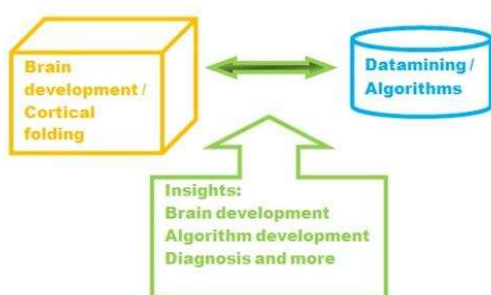 Brain
development /
Cortical
folding
Datamining /
Algorithms
Insights:
Brain development
Algorithm development
Diagnosis and more